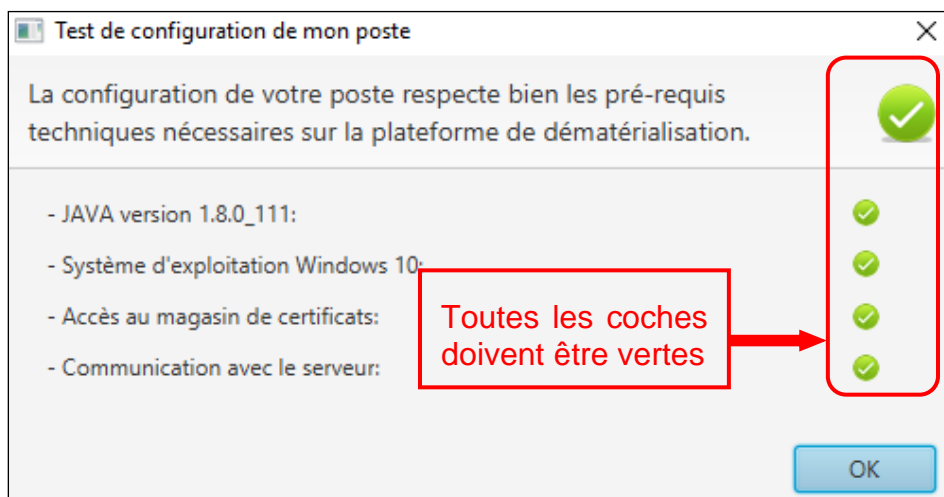 Test de configuration de mon poste
La configuration de votre poste respecte bien les pré-requis
techniques nécessaires sur la plateforme de dématérialisation.
- JAVA version 1.8.0_111:
- Système d'exploitation Windows 10:
- Accès au magasin de certificats:
- Communication avec le serveur:
Toutes les coches
doivent être vertes
OK